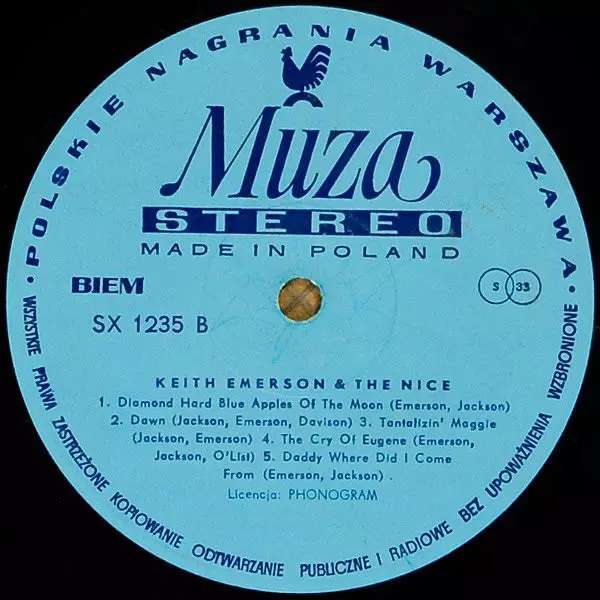 • POLSKIE NAGRANIA WARSZAWA •
Muza
STEREO
MADE IN POLAND
BIEM
S 33
SX 1235 B
KEITH EMERSON & THE NICE
1. Diamond Hard Blue Apples Of The Moon (Emerson, Jackson)
2. Dawn (Jackson, Emerson, Davison) 3. Tantalizin' Maggie
(Jackson, Emerson) 4. The Cry Of Eugene (Emerson,
Jackson, O'List) 5. Daddy Where Did I Come
From (Emerson, Jackson) .
Licencja: PHONOGRAM
WSZYSTKIE PRAWA ZASTRZEŻONE KOPIOWANIE ODTWARZANIE PUBLICZNE I RADIOWE BEZ UPOWAŻNIENIA WZBRONIONE